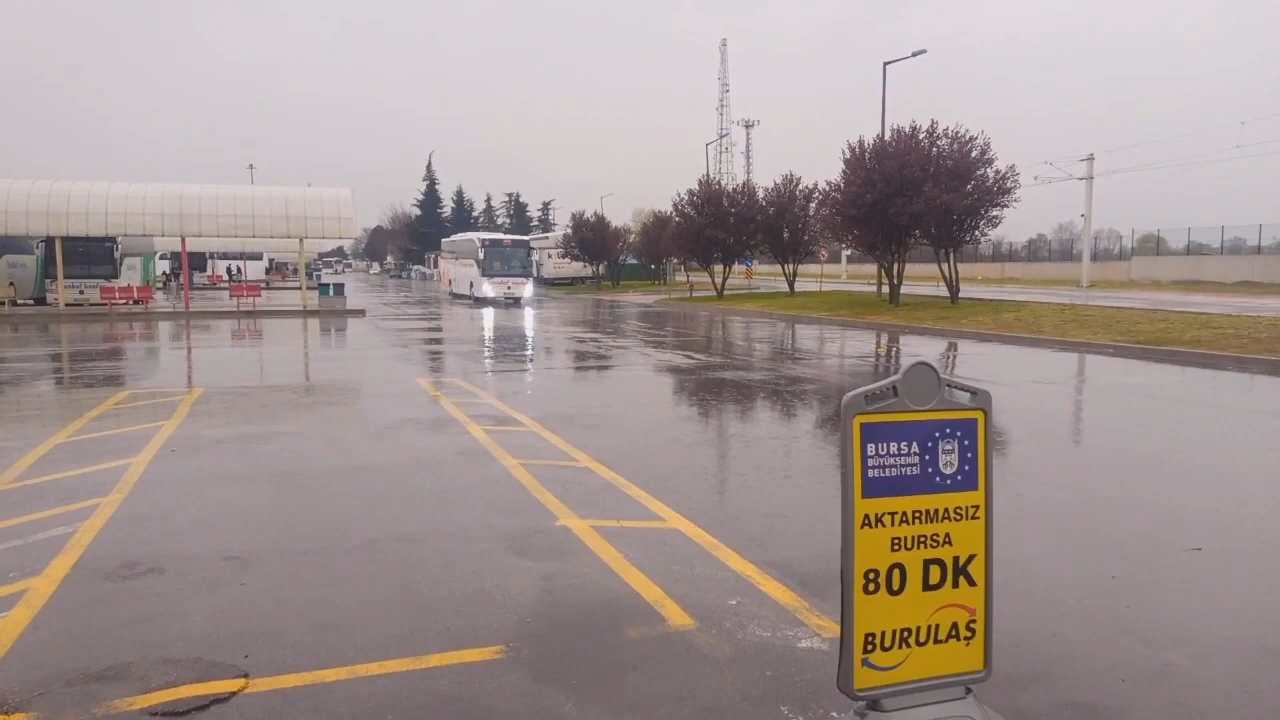 BURSA
BÜYÜKŞEHİR
BELEDİYESİ
AKTARMASIZ
BURSA
80 DK
BURULAŞ